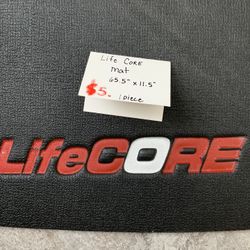 Life CORE
mat
65.5" x 11.5"
$5.
1 piece
LifeCORE